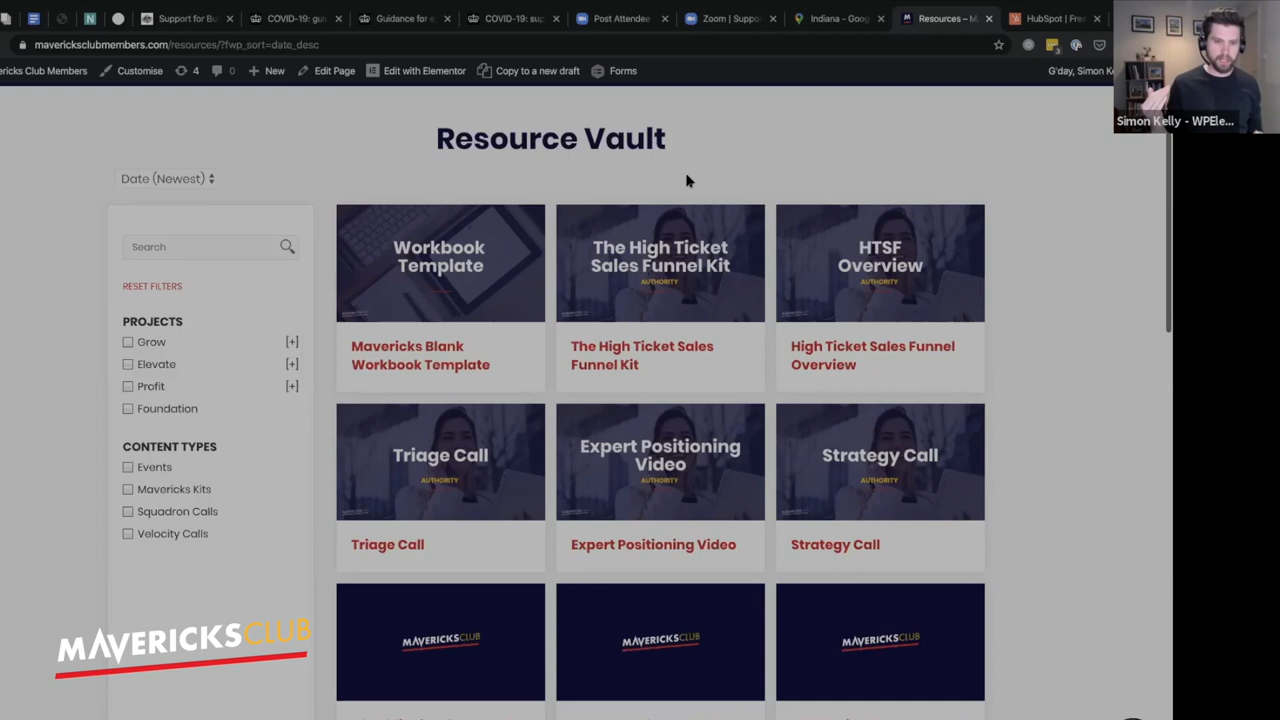 Support for Bu
COVID-19: gui
Guidance for e
COVID-19: sup
Post Attendee
Zoom | Suppo
Indiana - Goog
Resources – M
HubSpot | Free
mavericksclubmembers.com/resources/?fwp_sort=date_desc
ericks Club Members
Customise
4
0
New
Edit Page
Edit with Elementor
Copy to a new draft
Forms
G'day, Simon Ke
Simon Kelly - WPEle...
Resource Vault
Date (Newest)
Search
RESET FILTERS
PROJECTS
Grow [+]
Elevate [+]
Profit [+]
Foundation
CONTENT TYPES
Events
Mavericks Kits
Squadron Calls
Velocity Calls
Workbook
Template
Mavericks Blank
Workbook Template
The High Ticket
Sales Funnel Kit
AUTHORITY
The High Ticket Sales
Funnel Kit
HTSF
Overview
AUTHORITY
High Ticket Sales Funnel
Overview
Triage Call
AUTHORITY
Triage Call
Expert Positioning
Video
AUTHORITY
Expert Positioning Video
Strategy Call
AUTHORITY
Strategy Call
MAVERICKSCLUB
MAVERICKSCLUB
MAVERICKSCLUB
MAVERICKSCLUB